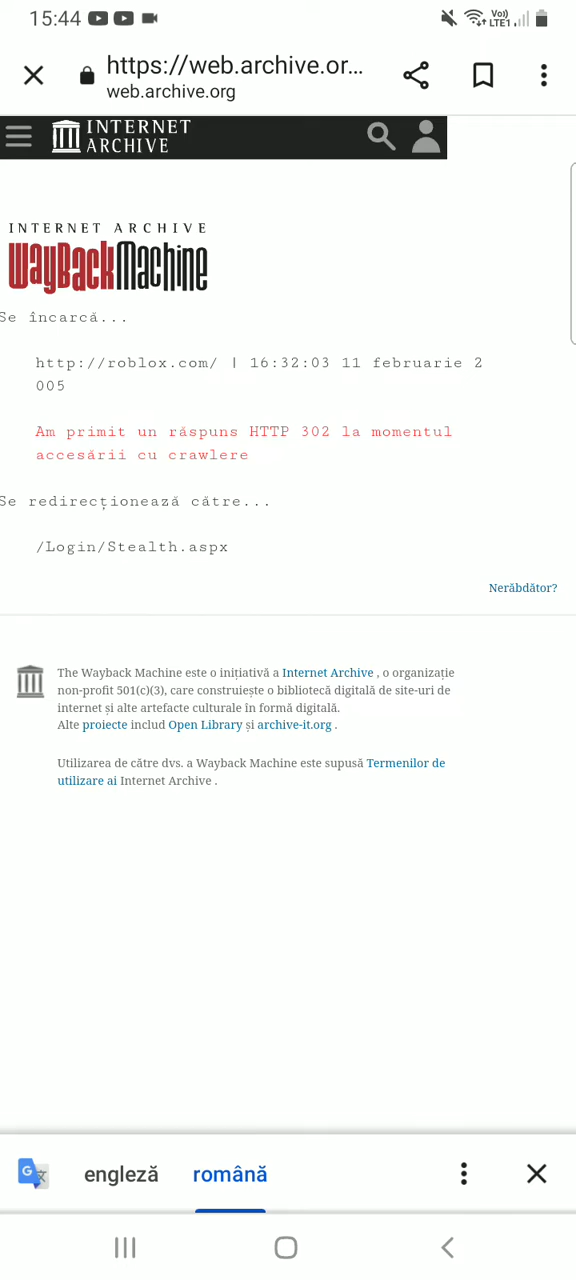 15:44
Vo))
LTE1
https://web.archive.or...
web.archive.org
INTERNET
ARCHIVE
INTERNET ARCHIVE
WayBackMachine
Se încarcă...
http://roblox.com/ | 16:32:03 11 februarie 2
005
Am primit un răspuns HTTP 302 la momentul
accesării cu crawlere
Se redirecționează către...
/Login/Stealth.aspx
Nerăbdător?
The Wayback Machine este o inițiativă a Internet Archive , o organizație
non-profit 501(c)(3), care construiește o bibliotecă digitală de site-uri de
internet și alte artefacte culturale în formă digitală.
Alte proiecte includ Open Library și archive-it.org .
Utilizarea de către dvs. a Wayback Machine este supusă Termenilor de
utilizare ai Internet Archive .
engleză
română